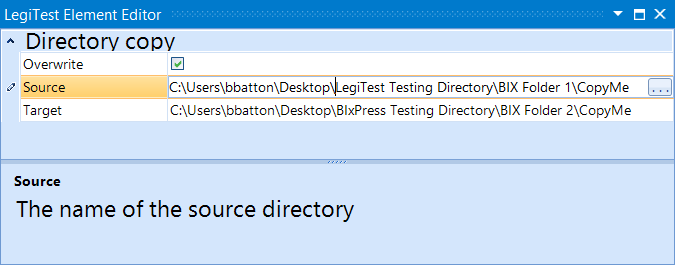 LegiTest Element Editor
Directory copy
Overwrite
Source C:\Users\bbatton\Desktop\LegiTest Testing Directory\BIX Folder 1\CopyMe ...
Target C:\Users\bbatton\Desktop\BIxPress Testing Directory\BIX Folder 2\CopyMe
Source
The name of the source directory